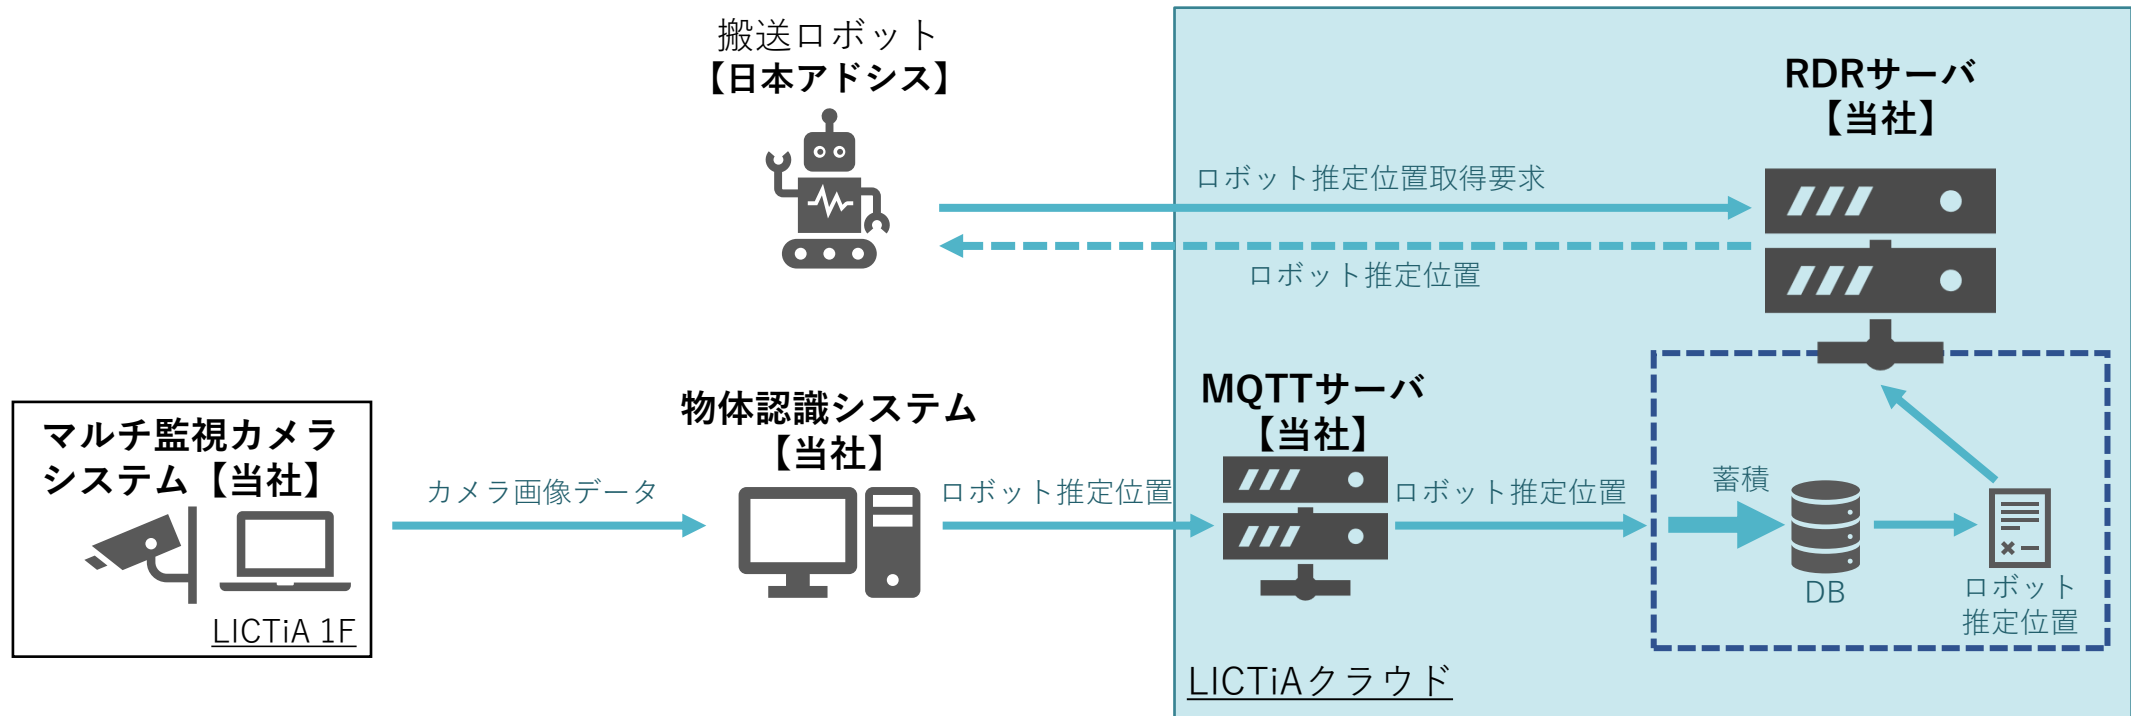 搬送ロボット
【日本アドシス】
RDRサーバ
【当社】
ロボット推定位置取得要求
ロボット推定位置
マルチ監視カメラ
システム【当社】
LICTiA 1F
カメラ画像データ
物体認識システム
【当社】
ロボット推定位置
MQTTサーバ
【当社】
ロボット推定位置
蓄積
DB
ロボット
推定位置
LICTiAクラウド